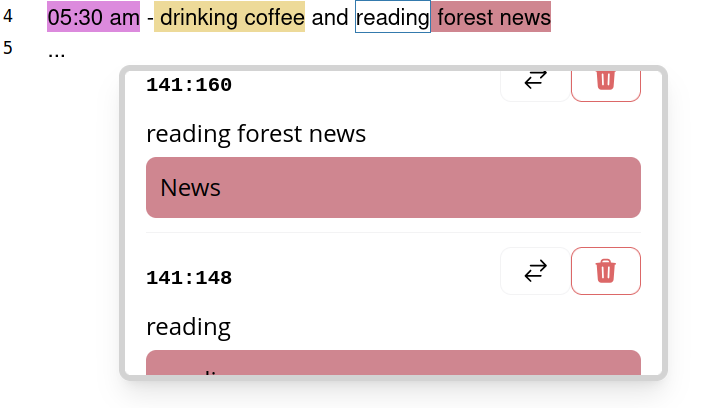 4 05:30 am - drinking coffee and reading forest news
5 ...
141:160
reading forest news
News
141:148
reading